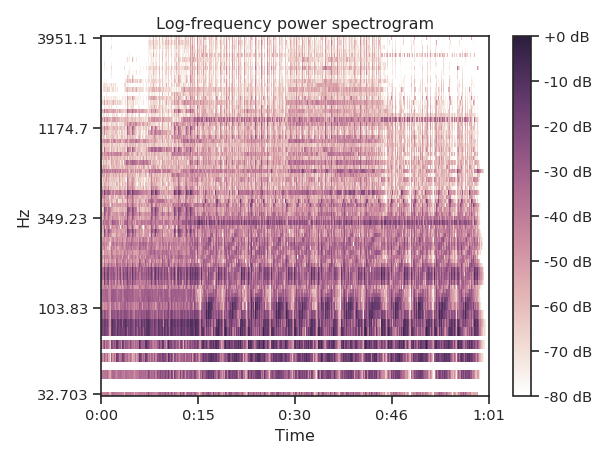 Log-frequency power spectrogram
3951.1
1174.7
349.23
103.83
32.703
Hz
0:00
0:15
0:30
0:46
1:01
Time
+0 dB
-10 dB
-20 dB
-30 dB
-40 dB
-50 dB
-60 dB
-70 dB
-80 dB